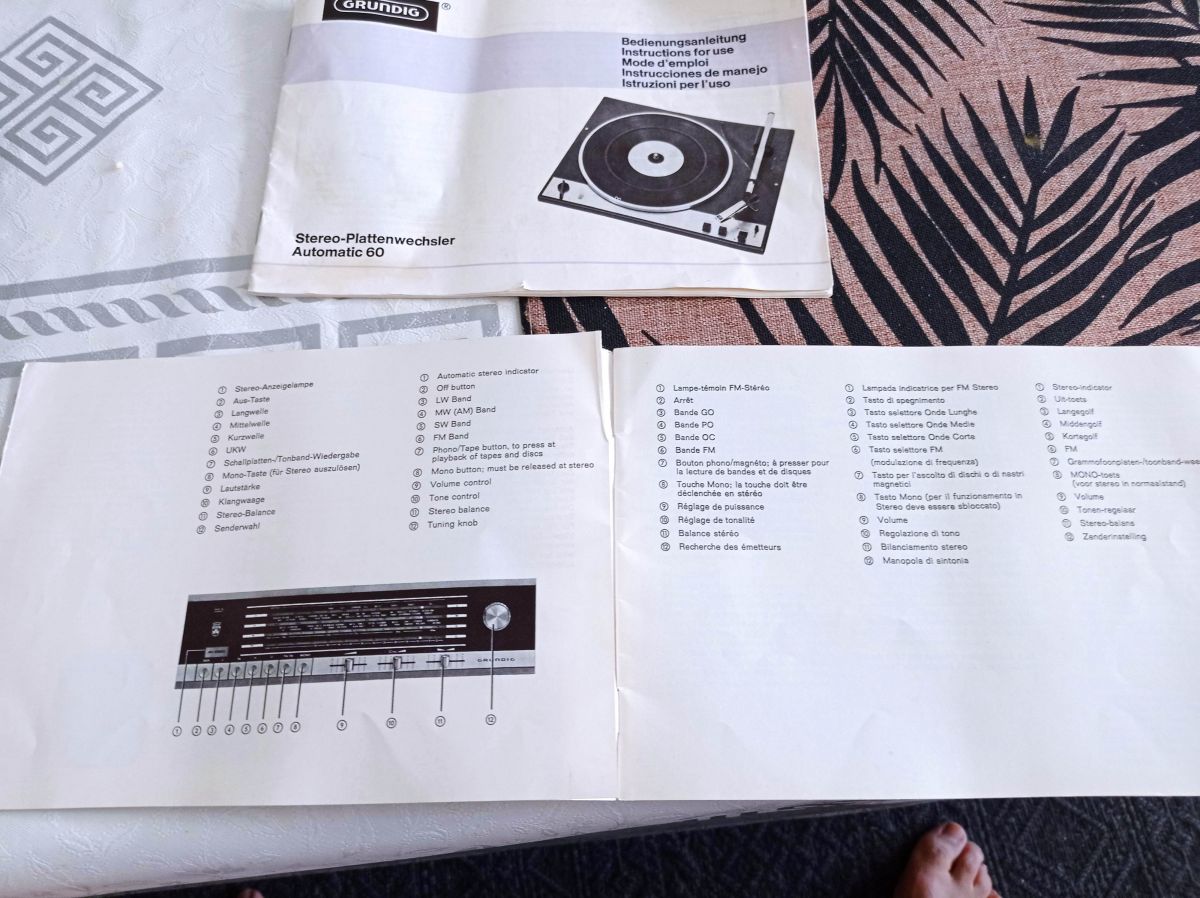 GRUNDIG ®
Bedienungsanleitung
Instructions for use
Mode d'emploi
Instrucciones de manejo
Istruzioni per l'uso
Stereo-Plattenwechsler
Automatic 60
① Stereo-Anzeigelampe
② Aus-Taste
③ Langwelle
④ Mittelwelle
⑤ Kurzwelle
⑥ UKW
⑦ Schallplatten-/Tonband-Wiedergabe
⑧ Mono-Taste (für Stereo auszulösen)
⑨ Lautstärke
⑩ Klangwaage
⑪ Stereo-Balance
⑫ Senderwahl
① Automatic stereo indicator
② Off button
③ LW Band
④ MW (AM) Band
⑤ SW Band
⑥ FM Band
⑦ Phono/Tape button, to press at
playback of tapes and discs
⑧ Mono button; must be released at stereo
⑨ Volume control
⑩ Tone control
⑪ Stereo balance
⑫ Tuning knob
GRUNDIG
① ② ③ ④ ⑤ ⑥ ⑦ ⑧ ⑨ ⑩ ⑪ ⑫
① Lampe-témoin FM-Stéréo
② Arrêt
③ Bande GO
④ Bande PO
⑤ Bande OC
⑥ Bande FM
⑦ Bouton phono/magnéto; à presser pour
la lecture de bandes et de disques
⑧ Touche Mono; la touche doit être
déclenchée en stéréo
⑨ Réglage de puissance
⑩ Réglage de tonalité
⑪ Balance stéréo
⑫ Recherche des émetteurs
① Lampada indicatrice per FM Stereo
② Tasto di spegnimento
③ Tasto selettore Onde Lunghe
④ Tasto selettore Onde Medie
⑤ Tasto selettore Onde Corte
⑥ Tasto selettore FM
(modulazione di frequenza)
⑦ Tasto per l'ascolto di dischi o di nastri
magnetici
⑧ Tasto Mono (per il funzionamento in
Stereo deve essere sbloccato)
⑨ Volume
⑩ Regolazione di tono
⑪ Bilanciamento stereo
⑫ Manopola di sintonia
① Stereo-indicator
② Uit-toets
③ Langegolf
④ Middengolf
⑤ Kortegolf
⑥ FM
⑦ Grammofoonplaten-/toonband-wee
⑧ MONO-toets
(voor stereo in normaalstand)
⑨ Volume
⑩ Tonen-regelaar
⑪ Stereo-balans
⑫ Zenderinstelling